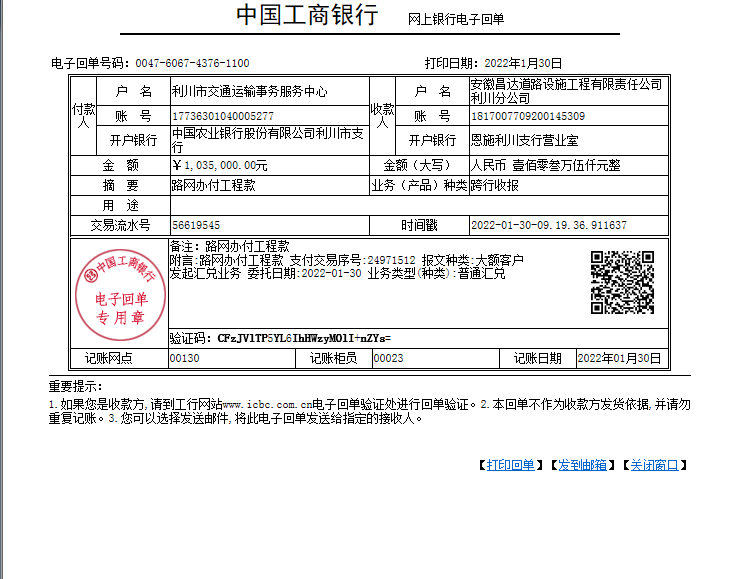 中国工商银行 网上银行电子回单
电子回单号码：0047-6067-4376-1100 打印日期：2022年1月30日
付款人
户 名 利川市交通运输事务服务中心
账 号 17736301040005277
开户银行 中国农业银行股份有限公司利川市支
行
收款人
户 名 安徽昌达道路设施工程有限责任公司
利川分公司
账 号 1817007709200145309
开户银行 恩施利川支行营业室
金 额 ￥1,035,000.00元 金额（大写） 人民币 壹佰零叁万伍仟元整
摘 要 路网办付工程款 业务（产品）种类 跨行收报
用 途
交易流水号 56619545 时间戳 2022-01-30-09.19.36.911637
中国工商银行
电子回单
专用章
备注：路网办付工程款
附言:路网办付工程款 支付交易序号:24971512 报文种类:大额客户
发起汇兑业务 委托日期:2022-01-30 业务类型(种类):普通汇兑
验证码：CFzJVlTP5YL6IhHWzyMOlI+nZYs=
记账网点 00130 记账柜员 00023 记账日期 2022年01月30日
重要提示：
1.如果您是收款方,请到工行网站www.icbc.com.cn电子回单验证处进行回单验证。2.本回单不作为收款方发货依据,并请勿
重复记账。3.您可以选择发送邮件,将此电子回单发送给指定的接收人。
【打印回单】【发到邮箱】【关闭窗口】